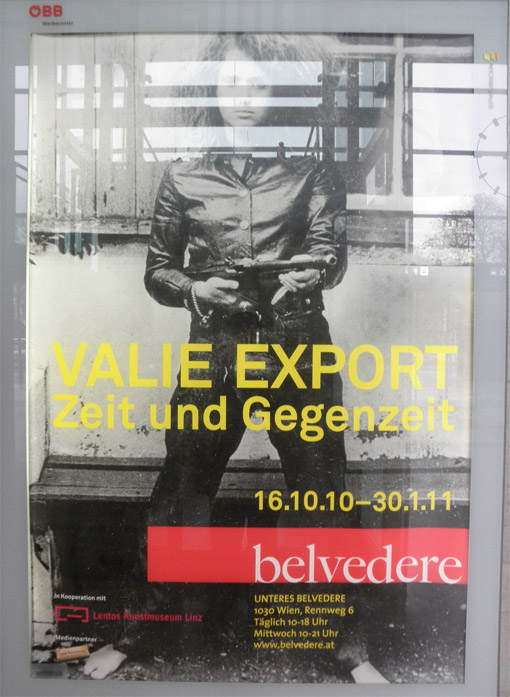 ÖBB
Werbecenter
VALIE EXPORT
Zeit und Gegenzeit
16.10.10–30.1.11
belvedere
In Kooperation mit
Lentos Kunstmuseum Linz
Medienpartner
UNTERES BELVEDERE
1030 Wien, Rennweg 6
Täglich 10-18 Uhr
Mittwoch 10-21 Uhr
www.belvedere.at